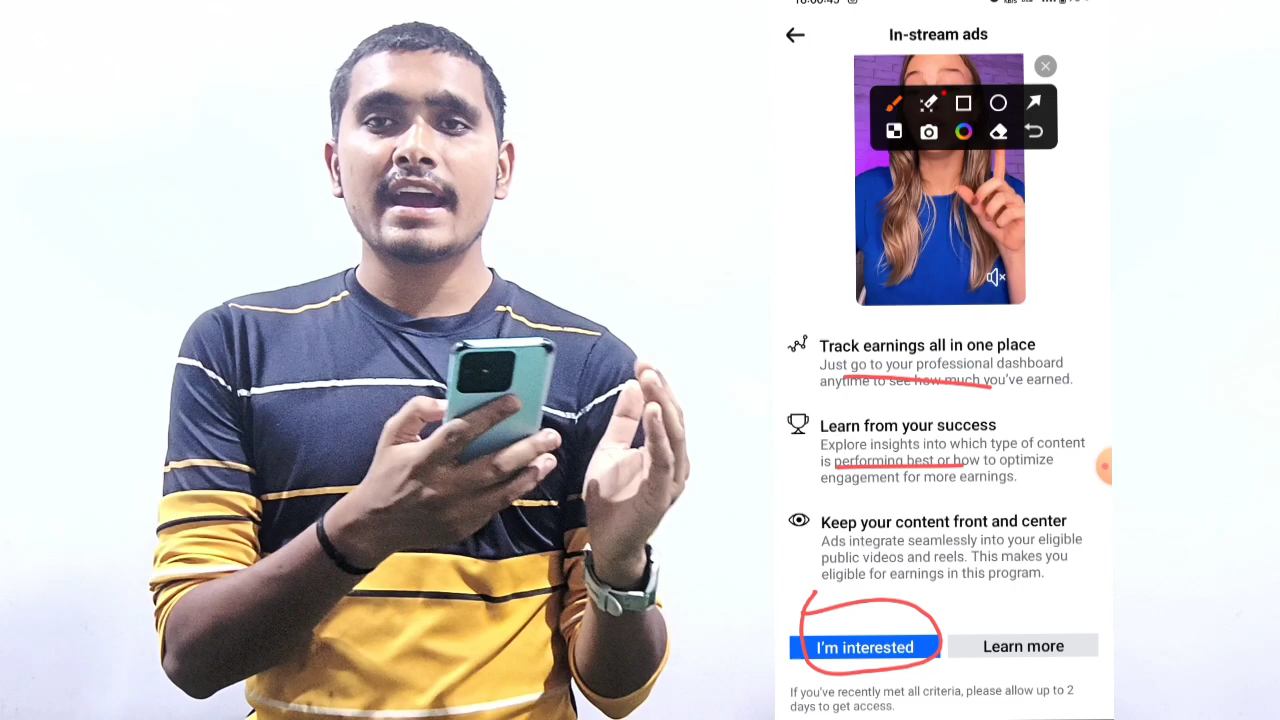 In-stream ads
Track earnings all in one place
Just go to your professional dashboard
anytime to see how much you've earned.
Learn from your success
Explore insights into which type of content
is performing best or how to optimize
engagement for more earnings.
Keep your content front and center
Ads integrate seamlessly into your eligible
public videos and reels. This makes you
eligible for earnings in this program.
I'm interested
Learn more
If you've recently met all criteria, please allow up to 2
days to get access.